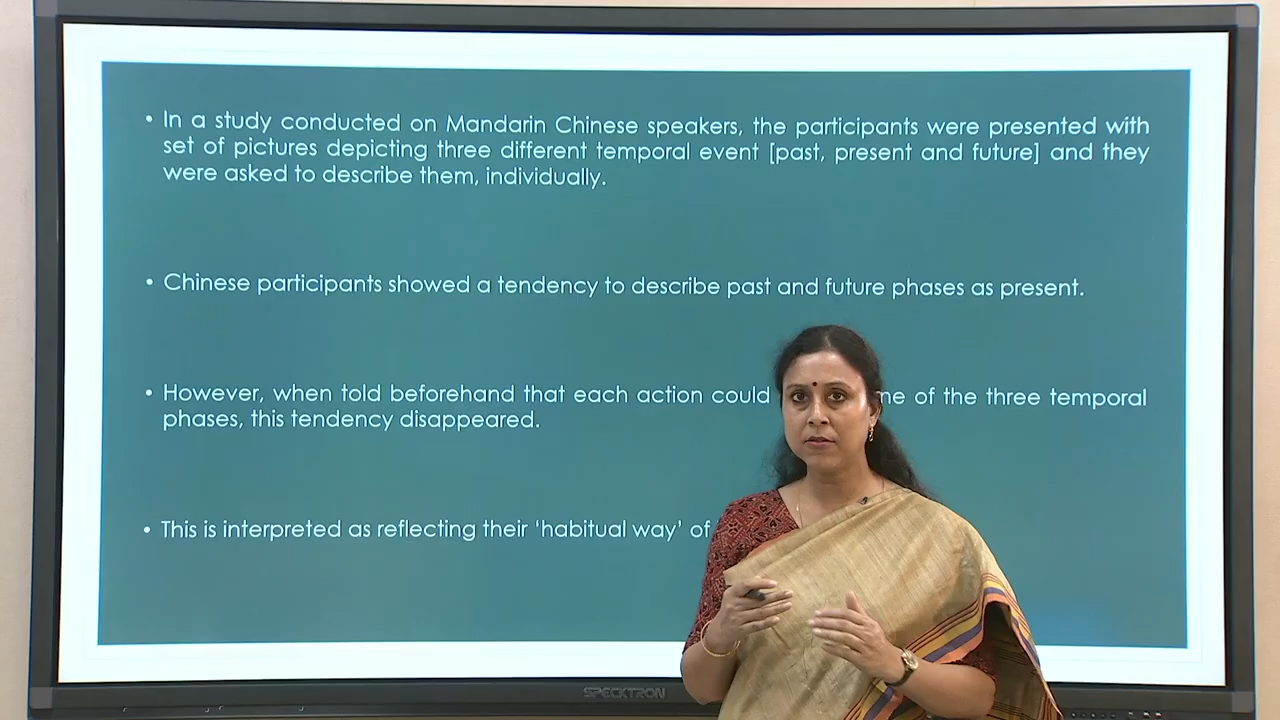 • In a study conducted on Mandarin Chinese speakers, the participants were presented with
set of pictures depicting three different temporal event [past, present and future] and they
were asked to describe them, individually.
• Chinese participants showed a tendency to describe past and future phases as present.
• However, when told beforehand that each action could ne of the three temporal
phases, this tendency disappeared.
• This is interpreted as reflecting their ‘habitual way’ of
SPECKTRON